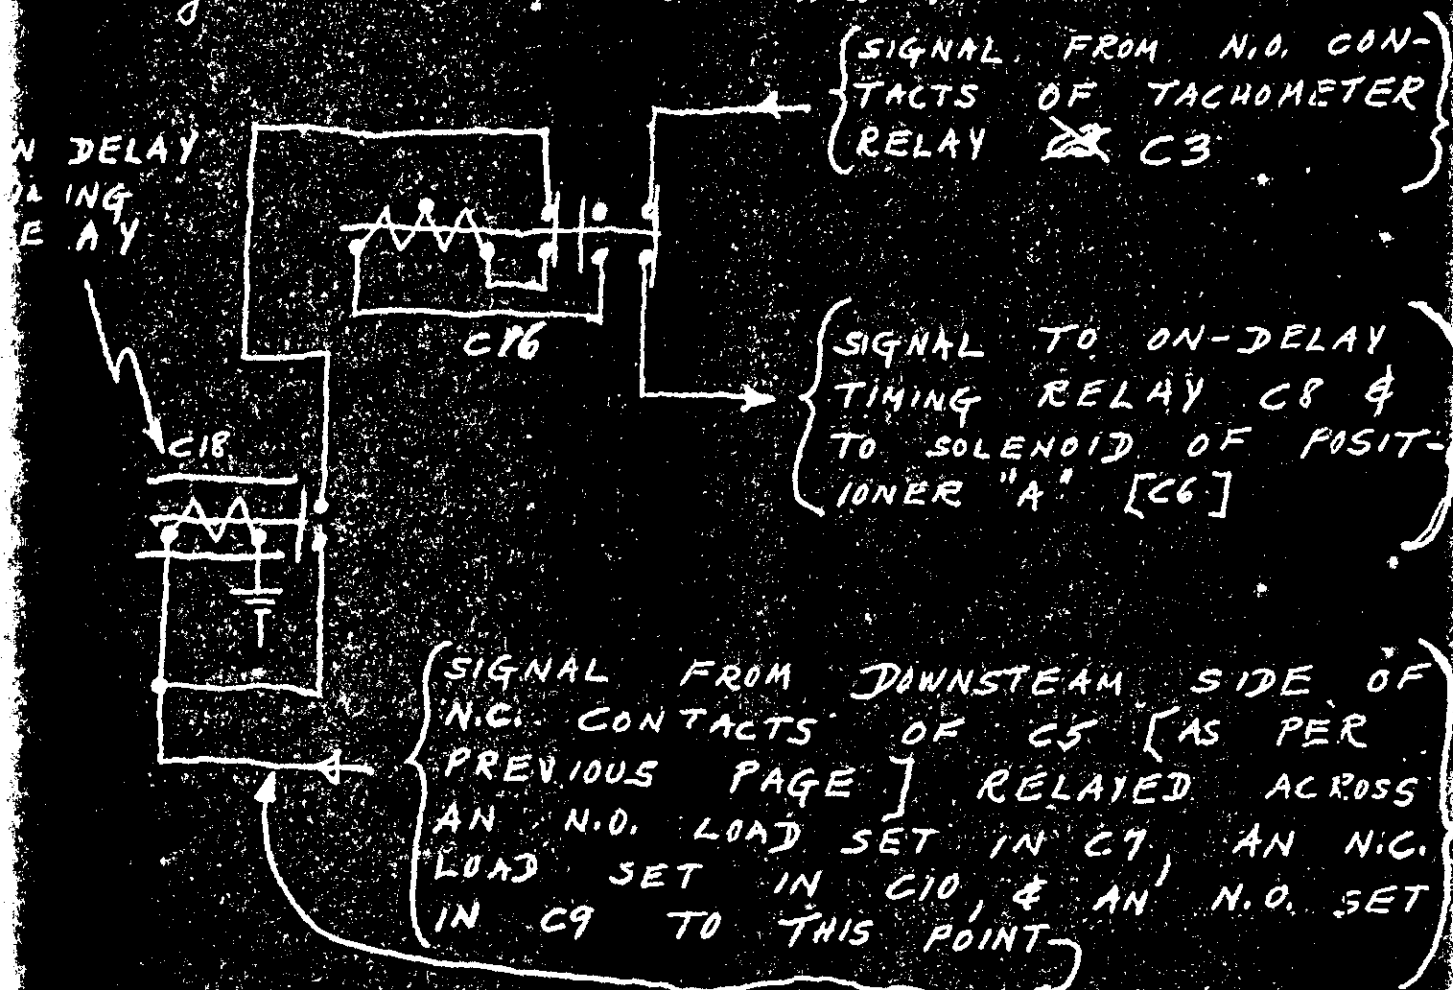 SIGNAL FROM N.O. CON-
TACTS OF TACHOMETER
RELAY C3
N DELAY
ING
E AY
C16
SIGNAL TO ON-DELAY
TIMING RELAY C8 &
TO SOLENOID OF POSIT-
IONER "A" [C6]
C18
SIGNAL FROM DOWNSTEAM SIDE OF
N.C. CONTACTS OF C5 [AS PER
PREVIOUS PAGE] RELAYED ACROSS
AN N.O. LOAD SET IN C7, AN N.C.
LOAD SET IN C10, & AN N.O. SET
IN C9 TO THIS POINT